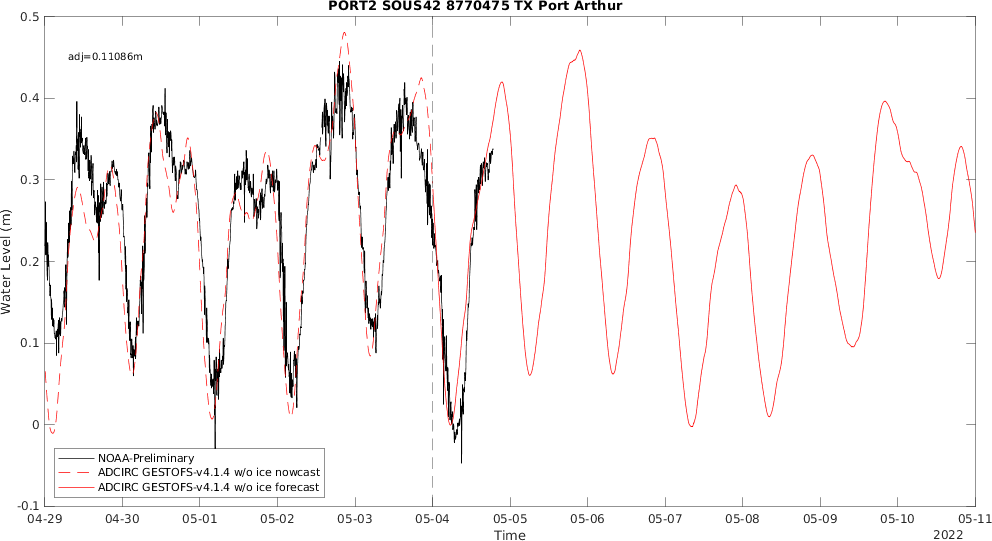 PORT2 SOUS42 8770475 TX Port Arthur
0.5
adj=0.11086m
0.4
0.3
0.2
0.1
0
-0.1
Water Level (m)
NOAA-Preliminary
ADCIRC GESTOFS-v4.1.4 w/o ice nowcast
ADCIRC GESTOFS-v4.1.4 w/o ice forecast
04-29 04-30 05-01 05-02 05-03 05-04 05-05 05-06 05-07 05-08 05-09 05-10 05-11
Time
2022